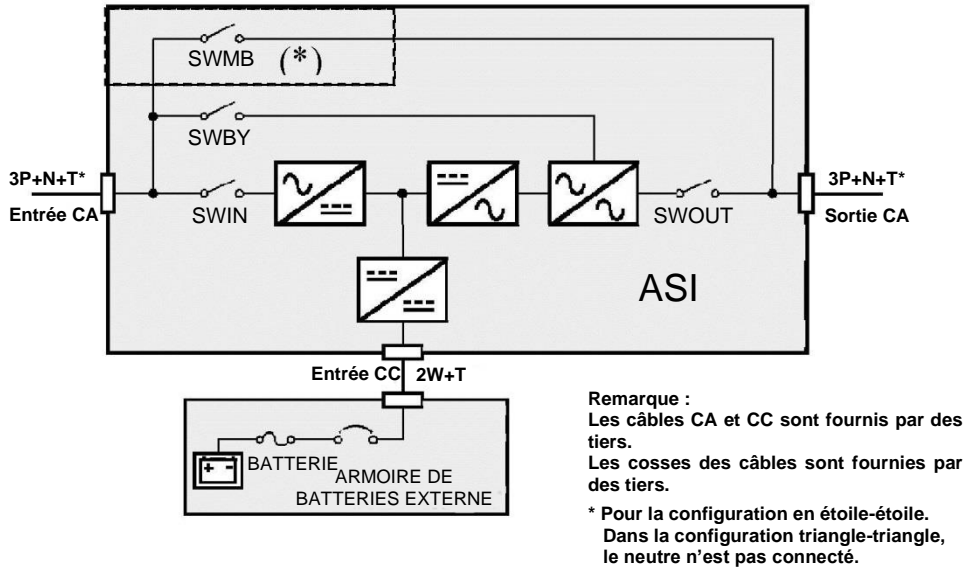 SWMB (*)
SWBY
3P+N+T*
Entrée CA
SWIN
SWOUT
3P+N+T*
Sortie CA
ASI
Entrée CC 2W+T
BATTERIE
ARMOIRE DE
BATTERIES EXTERNE
Remarque :
Les câbles CA et CC sont fournis par des
tiers.
Les cosses des câbles sont fournies par
des tiers.
* Pour la configuration en étoile-étoile.
Dans la configuration triangle-triangle,
le neutre n'est pas connecté.